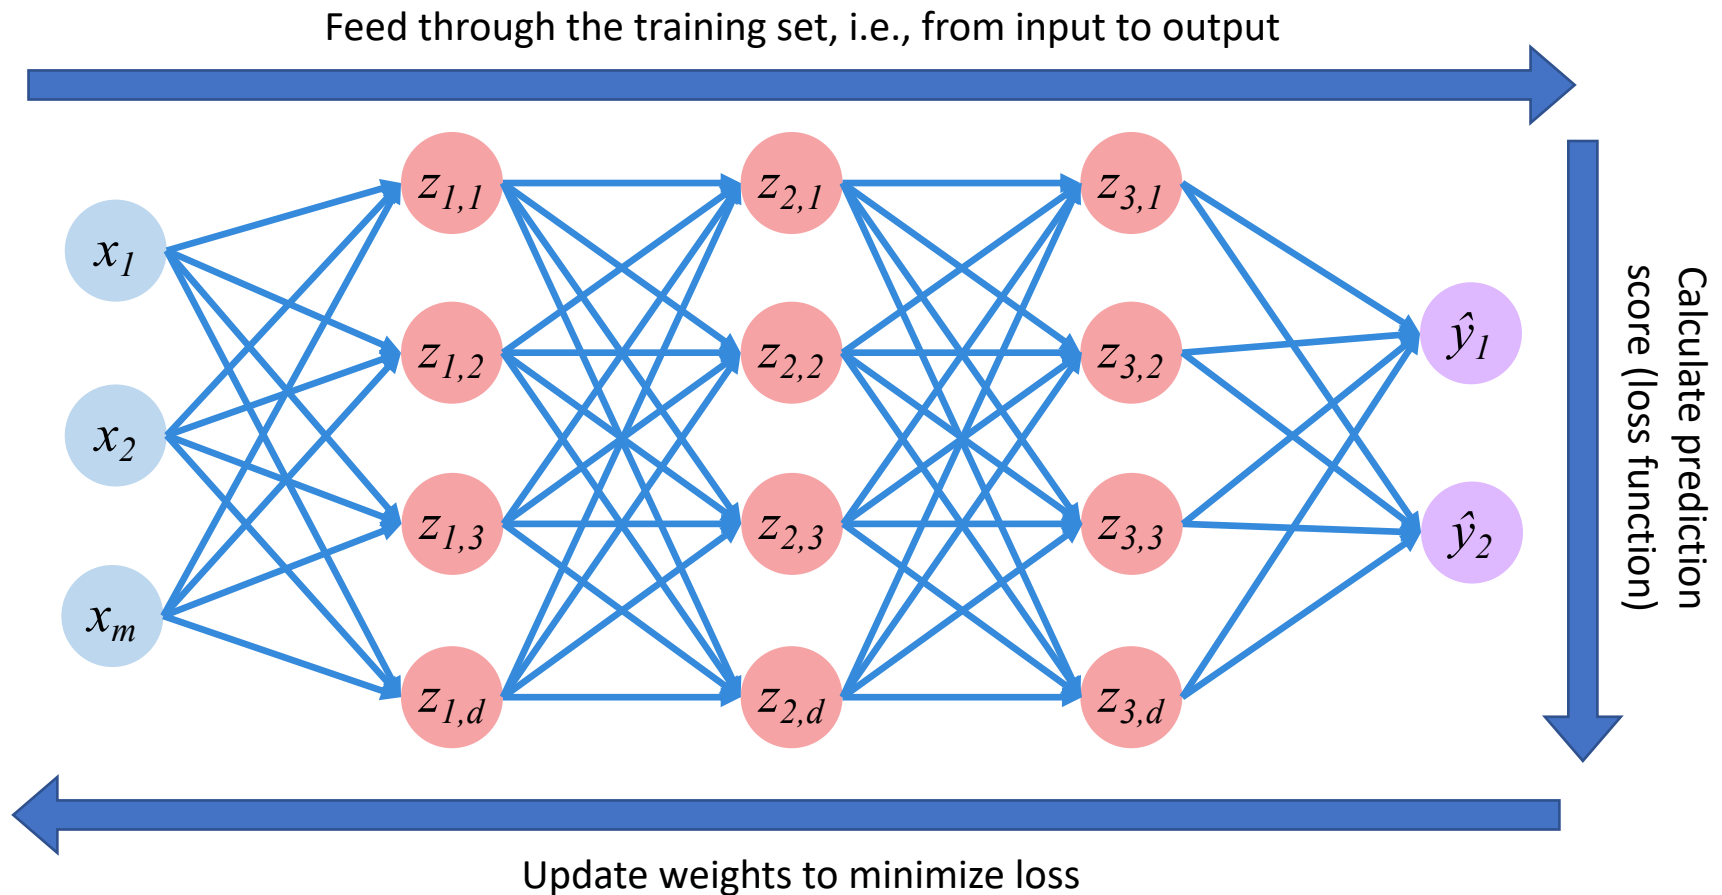 Feed through the training set, i.e., from input to output
x1
x2
xm
z1,1
z1,2
z1,3
z1,d
z2,1
z2,2
z2,3
z2,d
z3,1
z3,2
z3,3
z3,d
ŷ1
ŷ2
Calculate prediction
score (loss function)
Update weights to minimize loss